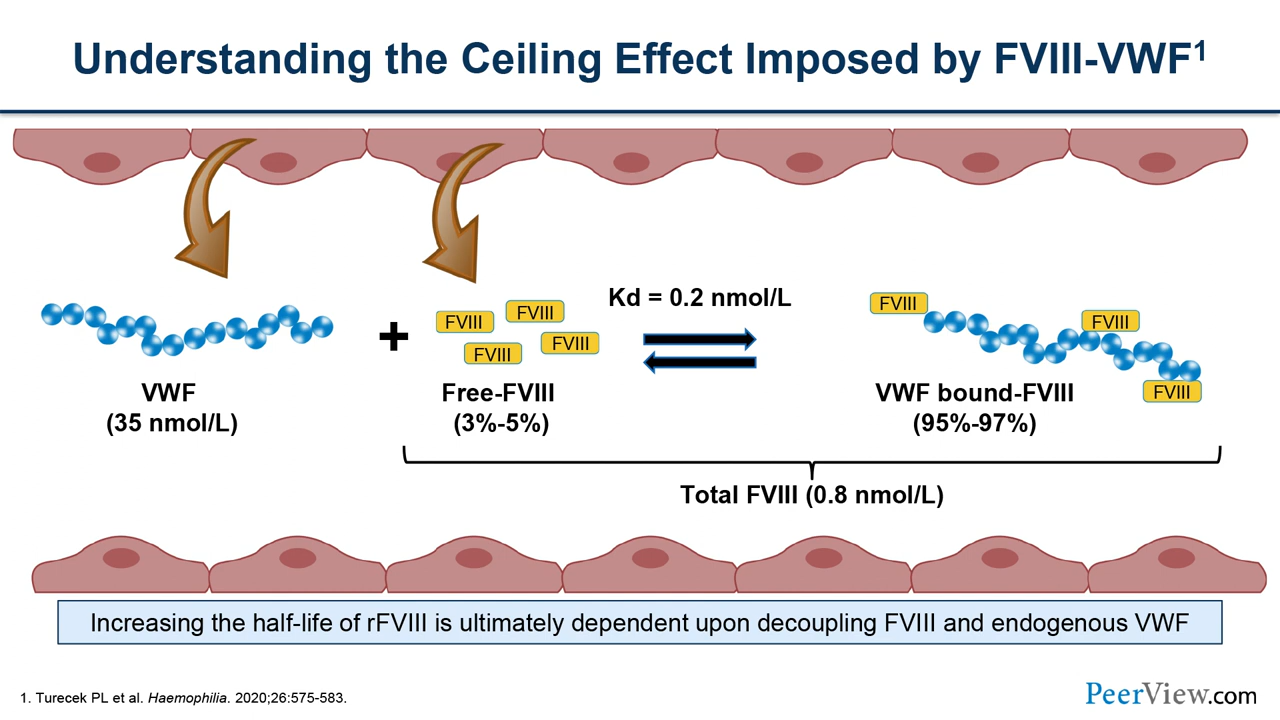 Understanding the Ceiling Effect Imposed by FVIII-VWF1
Kd = 0.2 nmol/L
FVIII
FVIII
FVIII
FVIII
+
FVIII
FVIII
FVIII
VWF
(35 nmol/L)
Free-FVIII
(3%-5%)
VWF bound-FVIII
(95%-97%)
Total FVIII (0.8 nmol/L)
Increasing the half-life of rFVIII is ultimately dependent upon decoupling FVIII and endogenous VWF
1. Turecek PL et al. Haemophilia. 2020;26:575-583.
PeerView.com